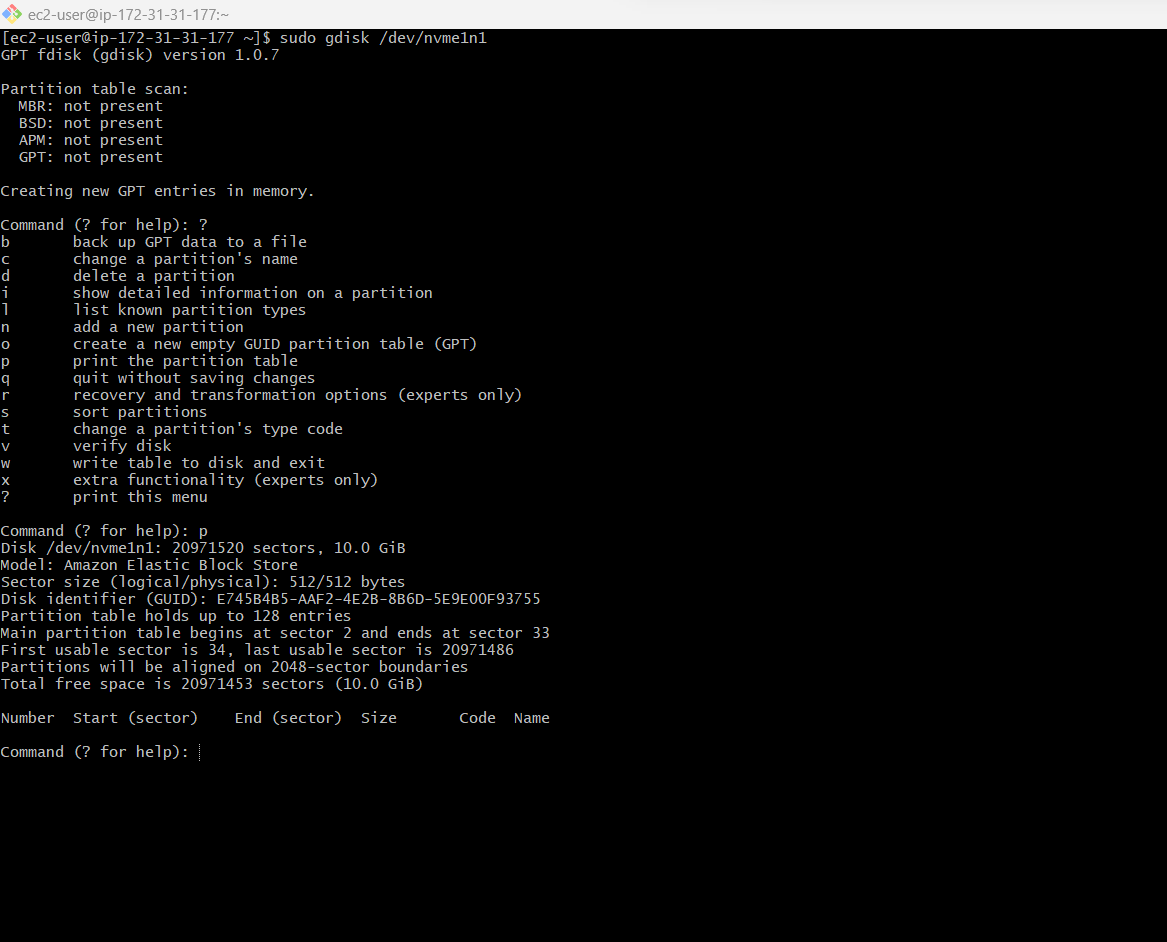 ec2-user@ip-172-31-31-177:~
[ec2-user@ip-172-31-31-177 ~]$ sudo gdisk /dev/nvme1n1
GPT fdisk (gdisk) version 1.0.7

Partition table scan:
  MBR: not present
  BSD: not present
  APM: not present
  GPT: not present

Creating new GPT entries in memory.

Command (? for help): ?
b       back up GPT data to a file
c       change a partition's name
d       delete a partition
i       show detailed information on a partition
l       list known partition types
n       add a new partition
o       create a new empty GUID partition table (GPT)
p       print the partition table
q       quit without saving changes
r       recovery and transformation options (experts only)
s       sort partitions
t       change a partition's type code
v       verify disk
w       write table to disk and exit
x       extra functionality (experts only)
?       print this menu

Command (? for help): p
Disk /dev/nvme1n1: 20971520 sectors, 10.0 GiB
Model: Amazon Elastic Block Store
Sector size (logical/physical): 512/512 bytes
Disk identifier (GUID): E745B4B5-AAF2-4E2B-8B6D-5E9E00F93755
Partition table holds up to 128 entries
Main partition table begins at sector 2 and ends at sector 33
First usable sector is 34, last usable sector is 20971486
Partitions will be aligned on 2048-sector boundaries
Total free space is 20971453 sectors (10.0 GiB)

Number  Start (sector)    End (sector)  Size       Code  Name

Command (? for help):